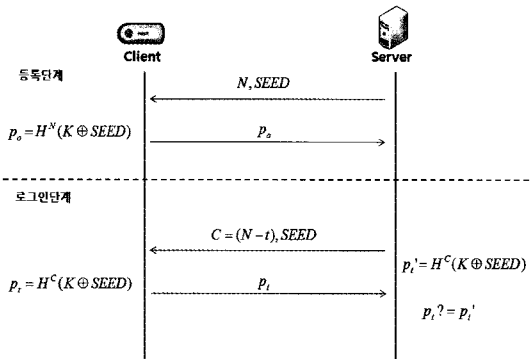 Client
Server
등록단계
N, SEED
p_o = H^N(K ⊕ SEED)
p_o
로그인단계
C = (N − t), SEED
p_t' = H^C(K ⊕ SEED)
p_t = H^C(K ⊕ SEED)
p_t
p_t ? = p_t'